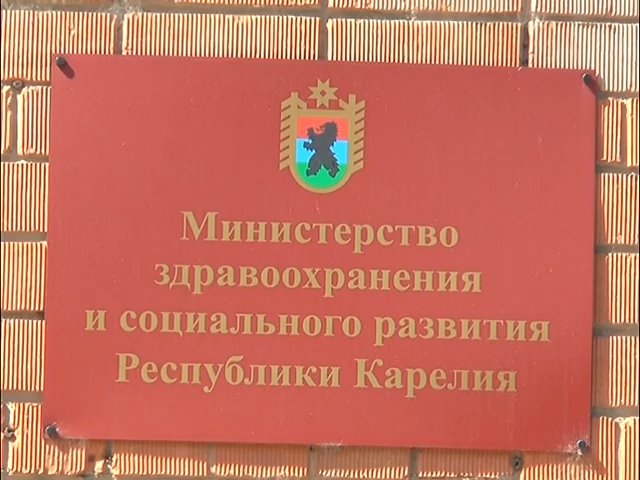 Министерство
здравоохранения
и социального развития
Республики Карелия